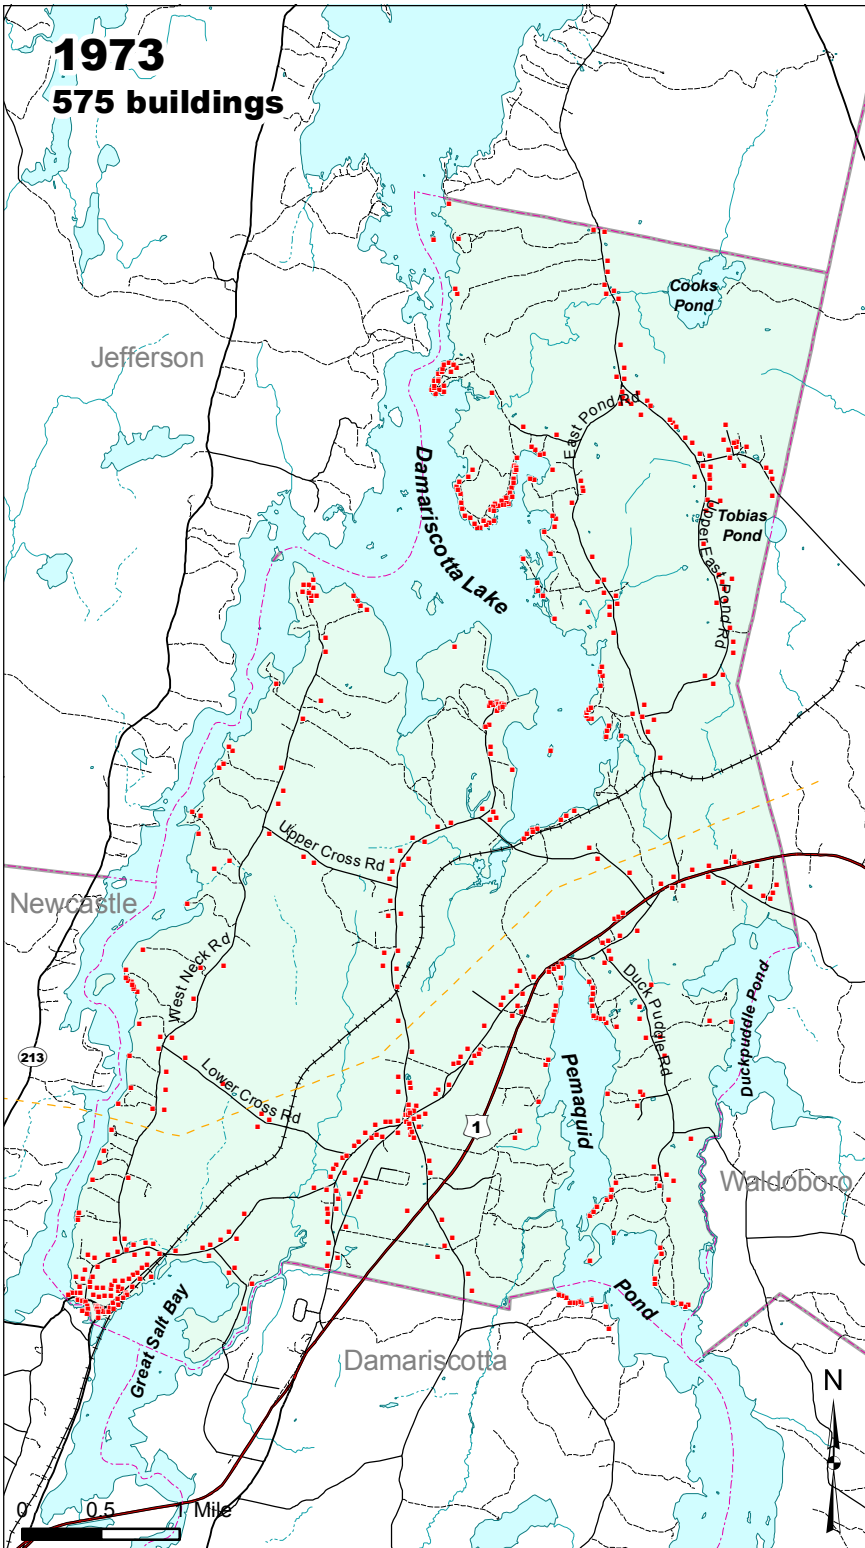 1973
575 buildings
Cooks
Pond
Jefferson
East Pond Rd
Damariscotta Lake
Tobias
Pond
Upper East Pond Rd
Upper Cross Rd
Newcastle
West Neck Rd
Duck Puddle Rd
Duckpuddle Pond
213
Lower Cross Rd
Pemaquid
1
Waldoboro
Great Salt Bay
Pond
Damariscotta
N
0 0.5 1 Mile